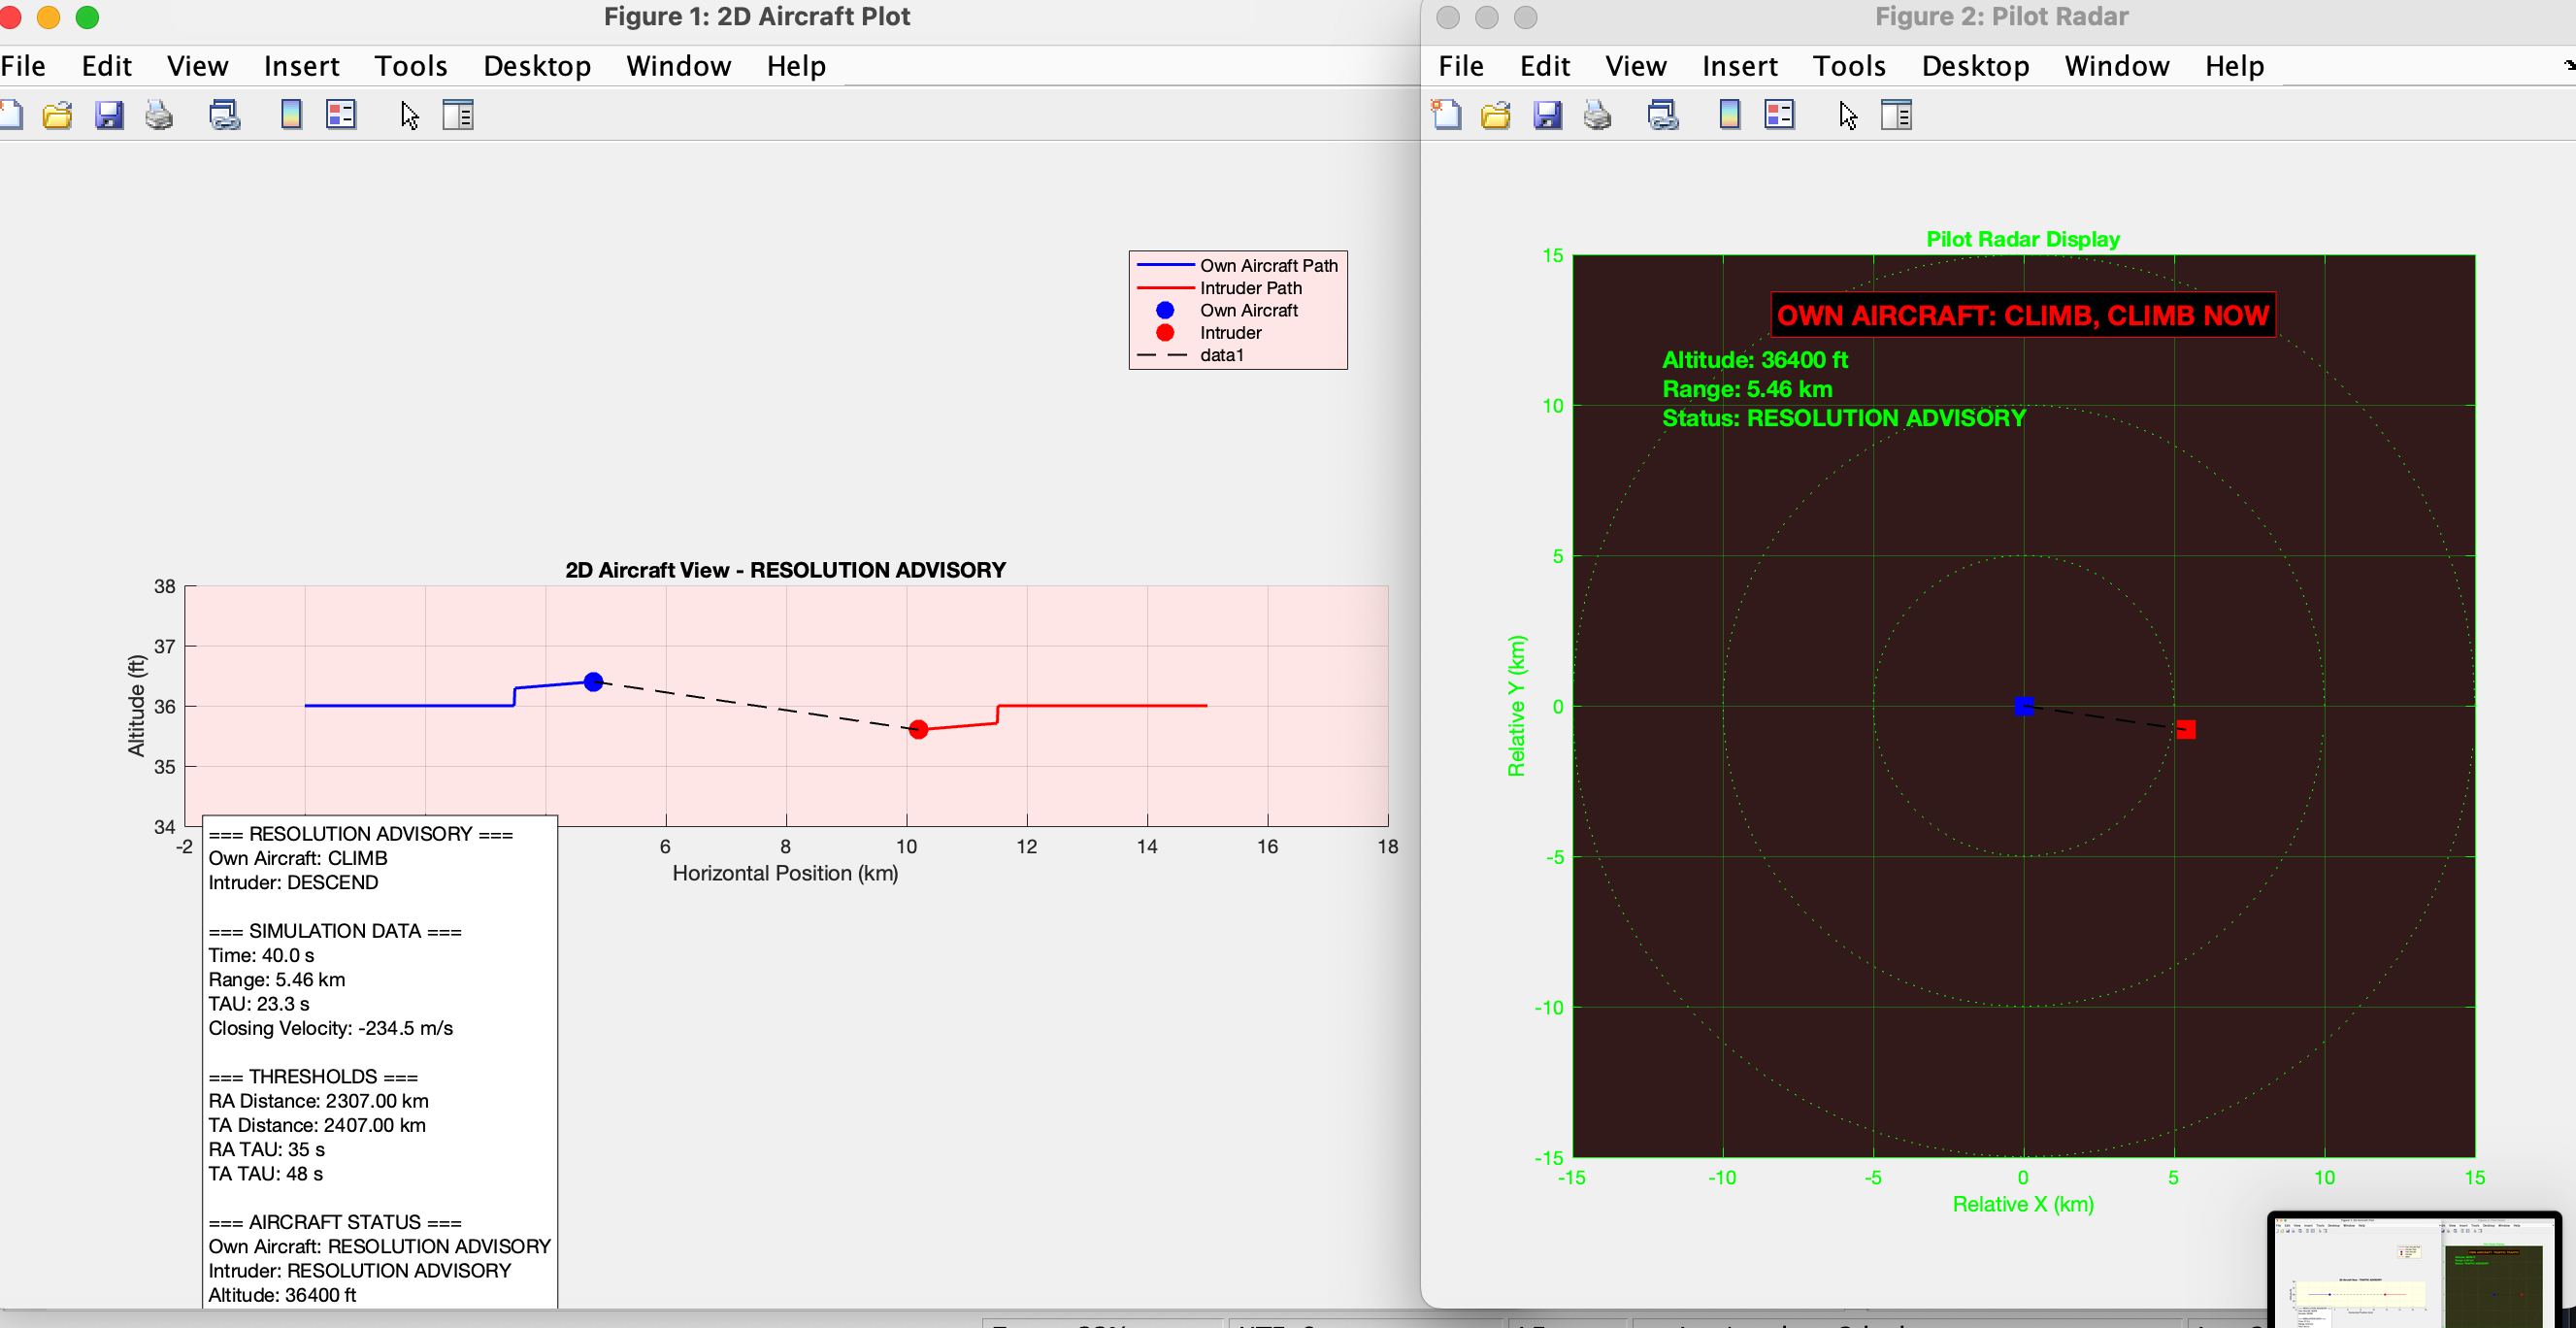 Figure 1: 2D Aircraft Plot
File Edit View Insert Tools Desktop Window Help
Own Aircraft Path
Intruder Path
Own Aircraft
Intruder
data1
2D Aircraft View - RESOLUTION ADVISORY
38
37
36
35
34
Altitude (ft)
-2 6 8 10 12 14 16 18
Horizontal Position (km)
=== RESOLUTION ADVISORY ===
Own Aircraft: CLIMB
Intruder: DESCEND
=== SIMULATION DATA ===
Time: 40.0 s
Range: 5.46 km
TAU: 23.3 s
Closing Velocity: -234.5 m/s
=== THRESHOLDS ===
RA Distance: 2307.00 km
TA Distance: 2407.00 km
RA TAU: 35 s
TA TAU: 48 s
=== AIRCRAFT STATUS ===
Own Aircraft: RESOLUTION ADVISORY
Intruder: RESOLUTION ADVISORY
Altitude: 36400 ft
Figure 2: Pilot Radar
File Edit View Insert Tools Desktop Window Help
Pilot Radar Display
OWN AIRCRAFT: CLIMB, CLIMB NOW
Altitude: 36400 ft
Range: 5.46 km
Status: RESOLUTION ADVISORY
15
10
5
0
-5
-10
-15
Relative Y (km)
-15 -10 -5 0 5 10 15
Relative X (km)